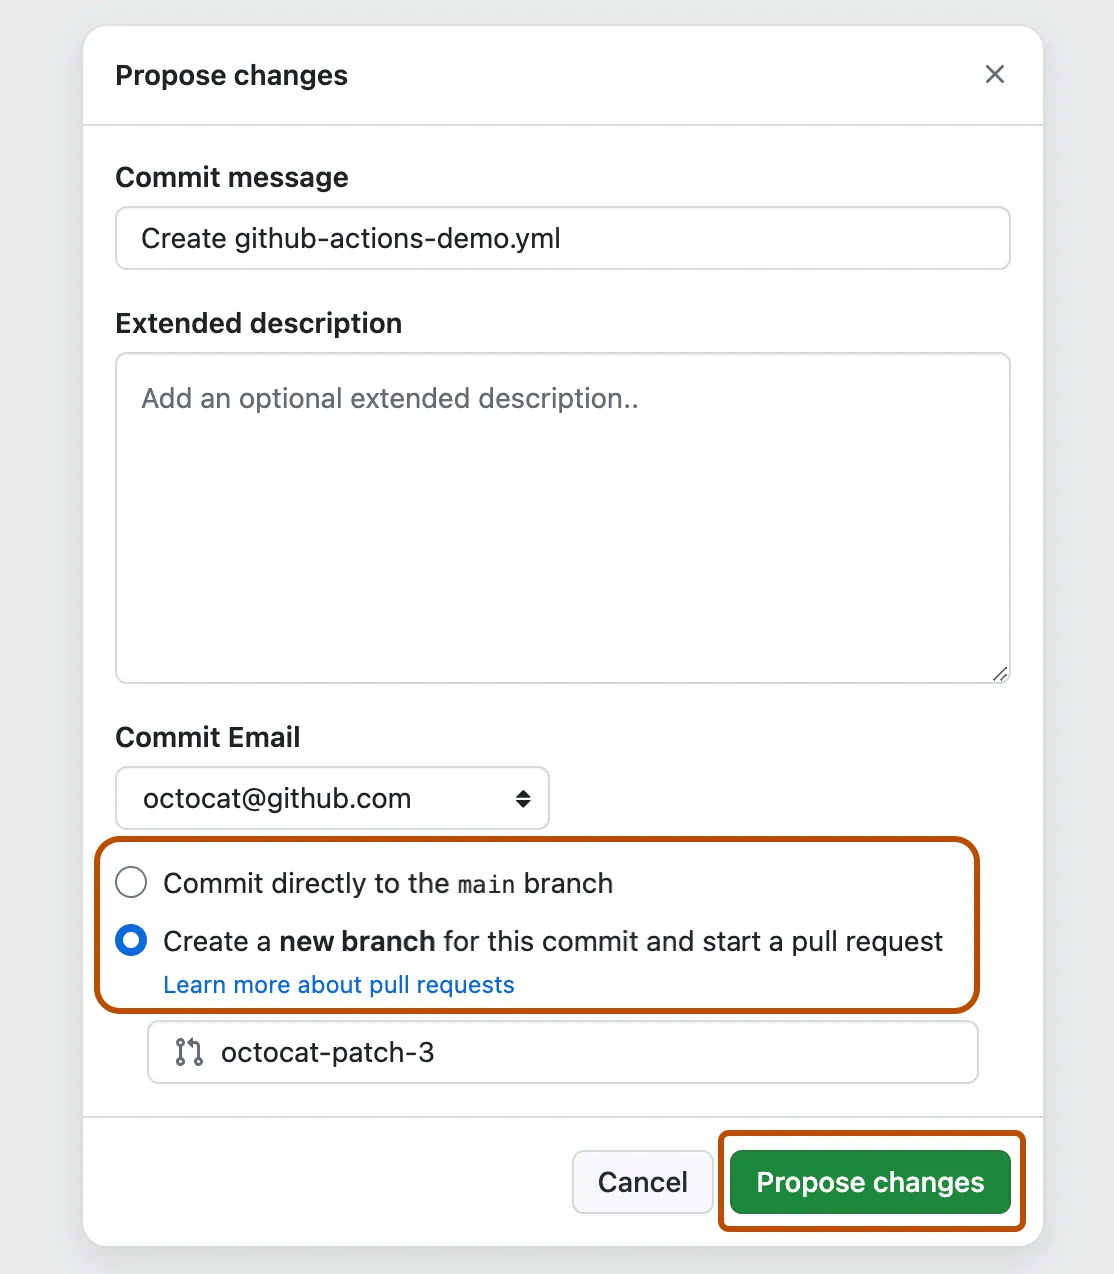 Propose changes
Commit message
Create github-actions-demo.yml
Extended description
Add an optional extended description..
Commit Email
octocat@github.com
Commit directly to the main branch
Create a new branch for this commit and start a pull request
Learn more about pull requests
octocat-patch-3
Cancel
Propose changes